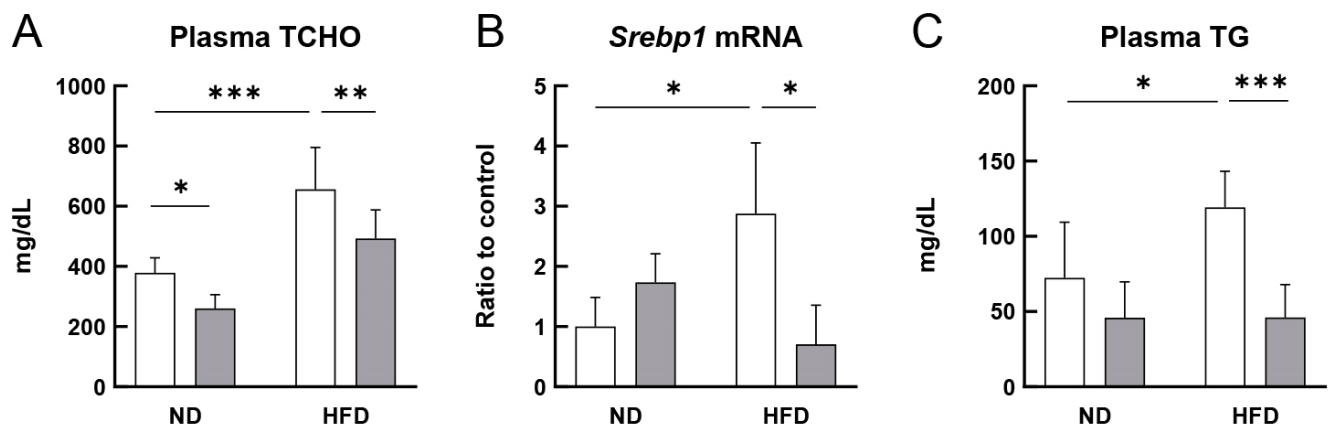 A Plasma TCHO
mg/dL
1000
800
600
400
200
0
***
**
*
ND HFD
B Srebp1 mRNA
Ratio to control
5
4
3
2
1
0
*
*
ND HFD
C Plasma TG
mg/dL
200
150
100
50
0
*
***
ND HFD